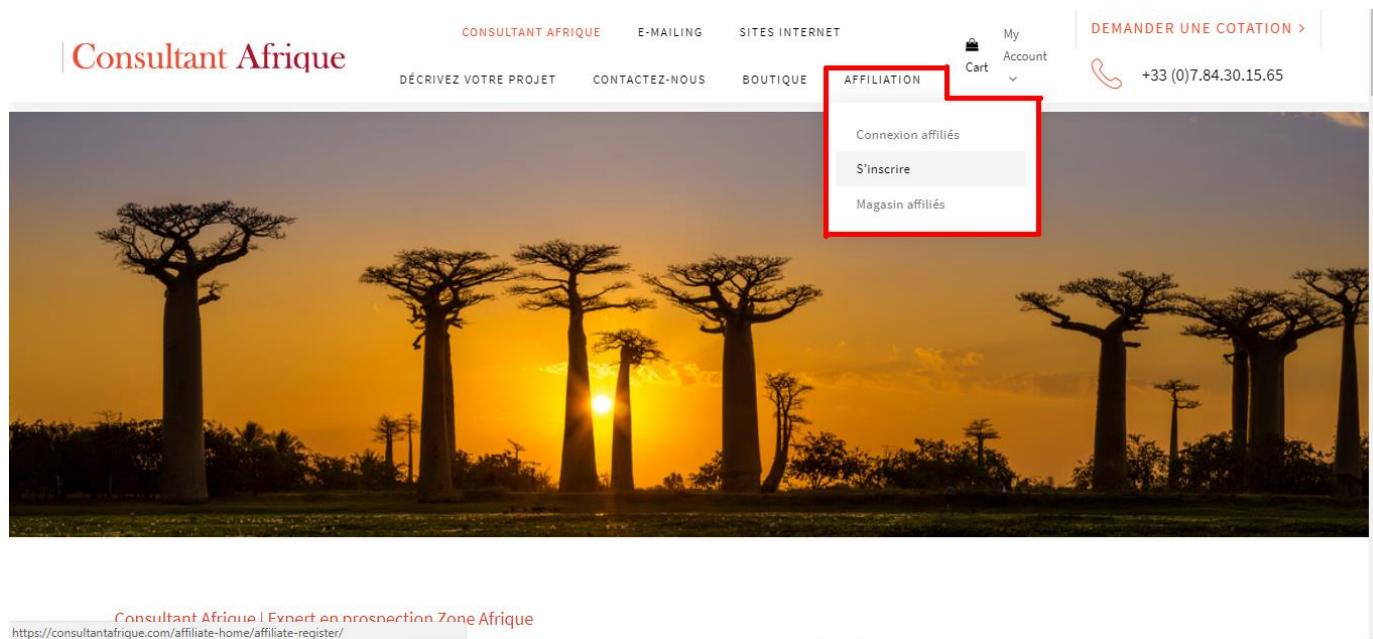 Consultant Afrique
CONSULTANT AFRIQUE E-MAILING SITES INTERNET
DÉCRIVEZ VOTRE PROJET CONTACTEZ-NOUS BOUTIQUE AFFILIATION
Cart
My
Account
DEMANDER UNE COTATION >
+33 (0)7.84.30.15.65
Connexion affiliés
S'inscrire
Magasin affiliés
Consultant Afrique | Expert en prospection Zone Afrique
https://consultantafrique.com/affiliate-home/affiliate-register/